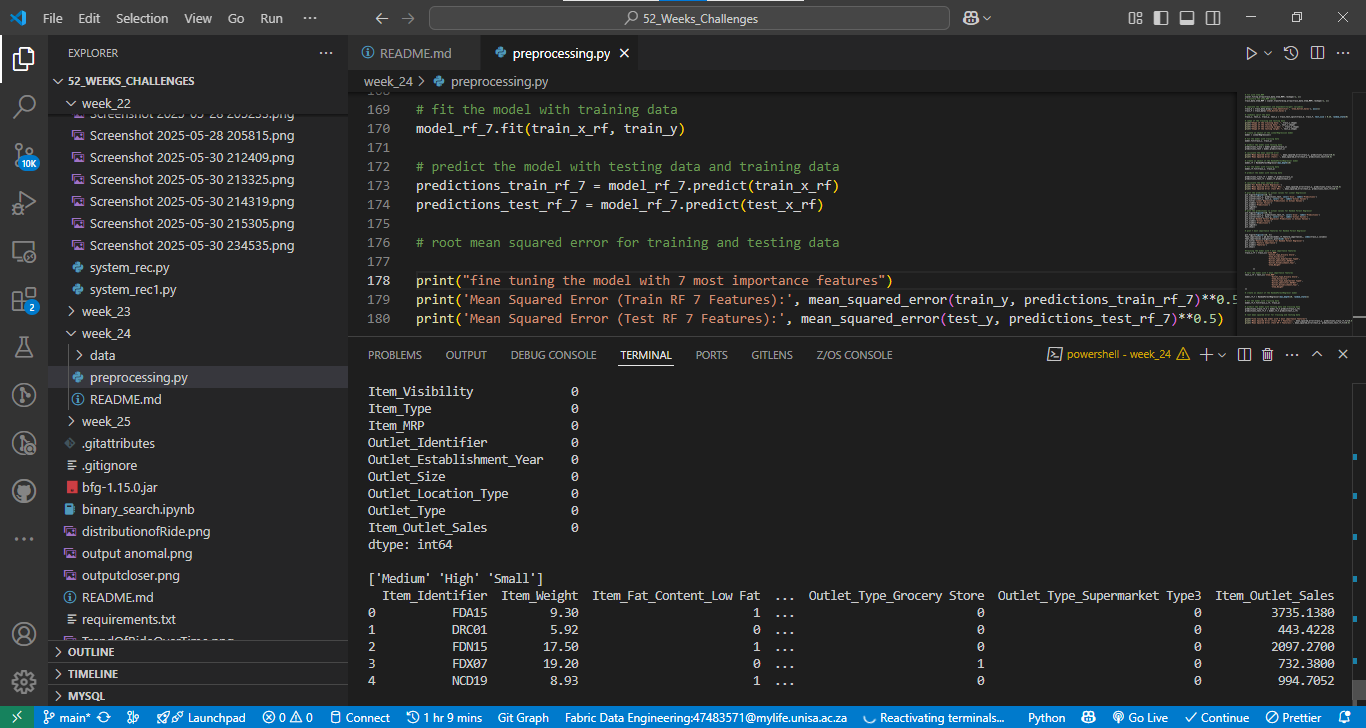 File Edit Selection View Go Run ··· 52_Weeks_Challenges
EXPLORER ···
52_WEEKS_CHALLENGES
week_22
Screenshot 2025-05-28 205235.png
Screenshot 2025-05-28 205815.png
Screenshot 2025-05-30 212409.png
Screenshot 2025-05-30 213325.png
Screenshot 2025-05-30 214319.png
Screenshot 2025-05-30 215305.png
Screenshot 2025-05-30 234535.png
system_rec.py
system_rec1.py
week_23
week_24
data
preprocessing.py
README.md
week_25
.gitattributes
.gitignore
bfg-1.15.0.jar
binary_search.ipynb
distributionofRide.png
output anomal.png
outputcloser.png
README.md
requirements.txt
TrendOfRideOverTime.png
OUTLINE
TIMELINE
MYSQL
10K
2
README.md preprocessing.py
week_24 > preprocessing.py
168
169 # fit the model with training data
170 model_rf_7.fit(train_x_rf, train_y)
171
172 # predict the model with testing data and training data
173 predictions_train_rf_7 = model_rf_7.predict(train_x_rf)
174 predictions_test_rf_7 = model_rf_7.predict(test_x_rf)
175
176 # root mean squared error for training and testing data
177
178 print("fine tuning the model with 7 most importance features")
179 print('Mean Squared Error (Train RF 7 Features):', mean_squared_error(train_y, predictions_train_rf_7)**0.5
180 print('Mean Squared Error (Test RF 7 Features):', mean_squared_error(test_y, predictions_test_rf_7)**0.5)
PROBLEMS OUTPUT DEBUG CONSOLE TERMINAL PORTS GITLENS Z/OS CONSOLE powershell - week_24
Item_Visibility 0
Item_Type 0
Item_MRP 0
Outlet_Identifier 0
Outlet_Establishment_Year 0
Outlet_Size 0
Outlet_Location_Type 0
Outlet_Type 0
Item_Outlet_Sales 0
dtype: int64
['Medium' 'High' 'Small']
Item_Identifier Item_Weight Item_Fat_Content_Low Fat ... Outlet_Type_Grocery Store Outlet_Type_Supermarket Type3 Item_Outlet_Sales
0 FDA15 9.30 1 ... 0 0 3735.1380
1 DRC01 5.92 0 ... 0 0 443.4228
2 FDN15 17.50 1 ... 0 0 2097.2700
3 FDX07 19.20 0 ... 1 0 732.3800
4 NCD19 8.93 1 ... 0 0 994.7052
main* Launchpad 0 0 Connect 1 hr 9 mins Git Graph Fabric Data Engineering:47483571@mylife.unisa.ac.za Reactivating terminals... Python Go Live Continue Prettier